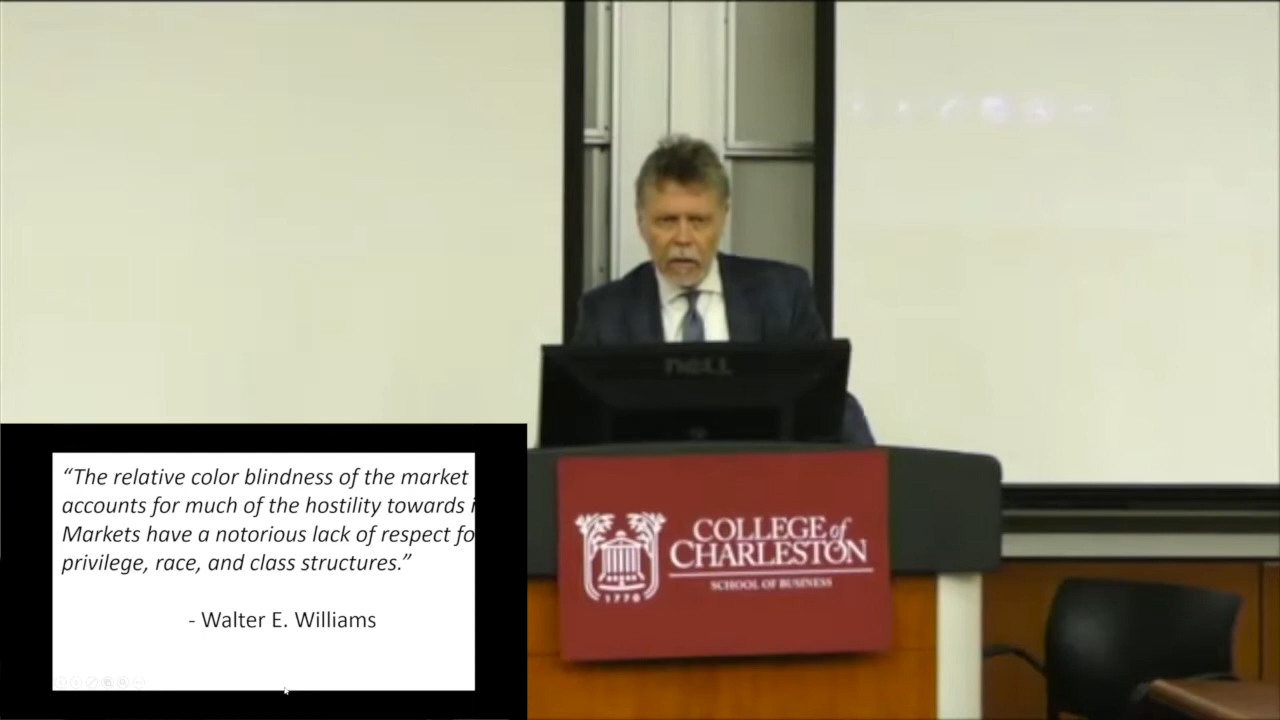 DELL
“The relative color blindness of the market
accounts for much of the hostility towards i
Markets have a notorious lack of respect fo
privilege, race, and class structures.”
- Walter E. Williams
COLLEGE of
CHARLESTON
SCHOOL OF BUSINESS
1770